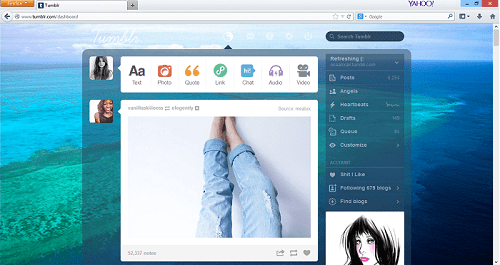 Firefox
Tumblr
YAHOO!
www.tumblr.com/dashboard
Google
Tumblr
Search Tumblr
Aa
Text
Photo
Quote
Link
hi!
Chat
Audio
Video
Refreshing (:
Posts
Angels
Heartbeats
Drafts
Queue
Customize
ACCOUNT
Shit I Like
Following 679 blogs
Find blogs
elegenity
Source:
52,337 notes